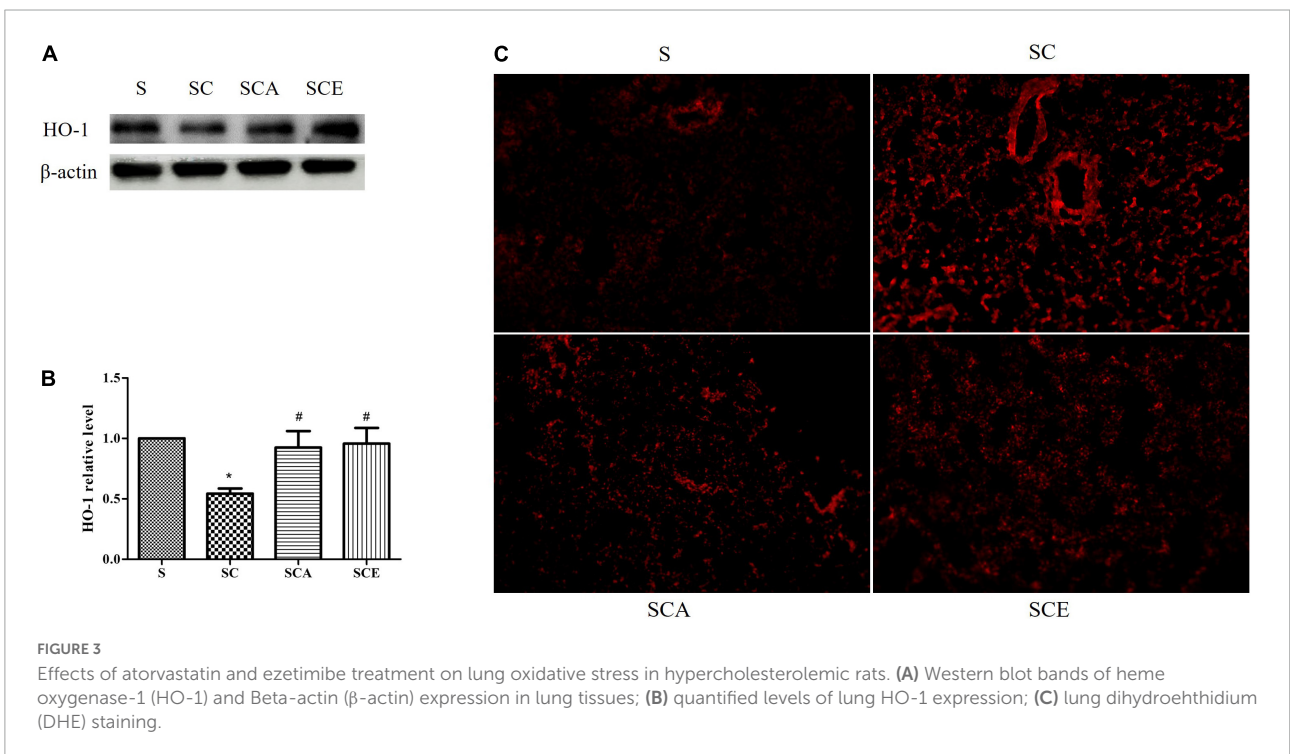 A
S SC SCA SCE
HO-1
β-actin
B
HO-1 relative level
1.5
1.0
0.5
0.0
*
#
#
S SC SCA SCE
C
S SC
SCA SCE
FIGURE 3
Effects of atorvastatin and ezetimibe treatment on lung oxidative stress in hypercholesterolemic rats. (A) Western blot bands of heme
oxygenase-1 (HO-1) and Beta-actin (β-actin) expression in lung tissues; (B) quantified levels of lung HO-1 expression; (C) lung dihydroehthidium
(DHE) staining.